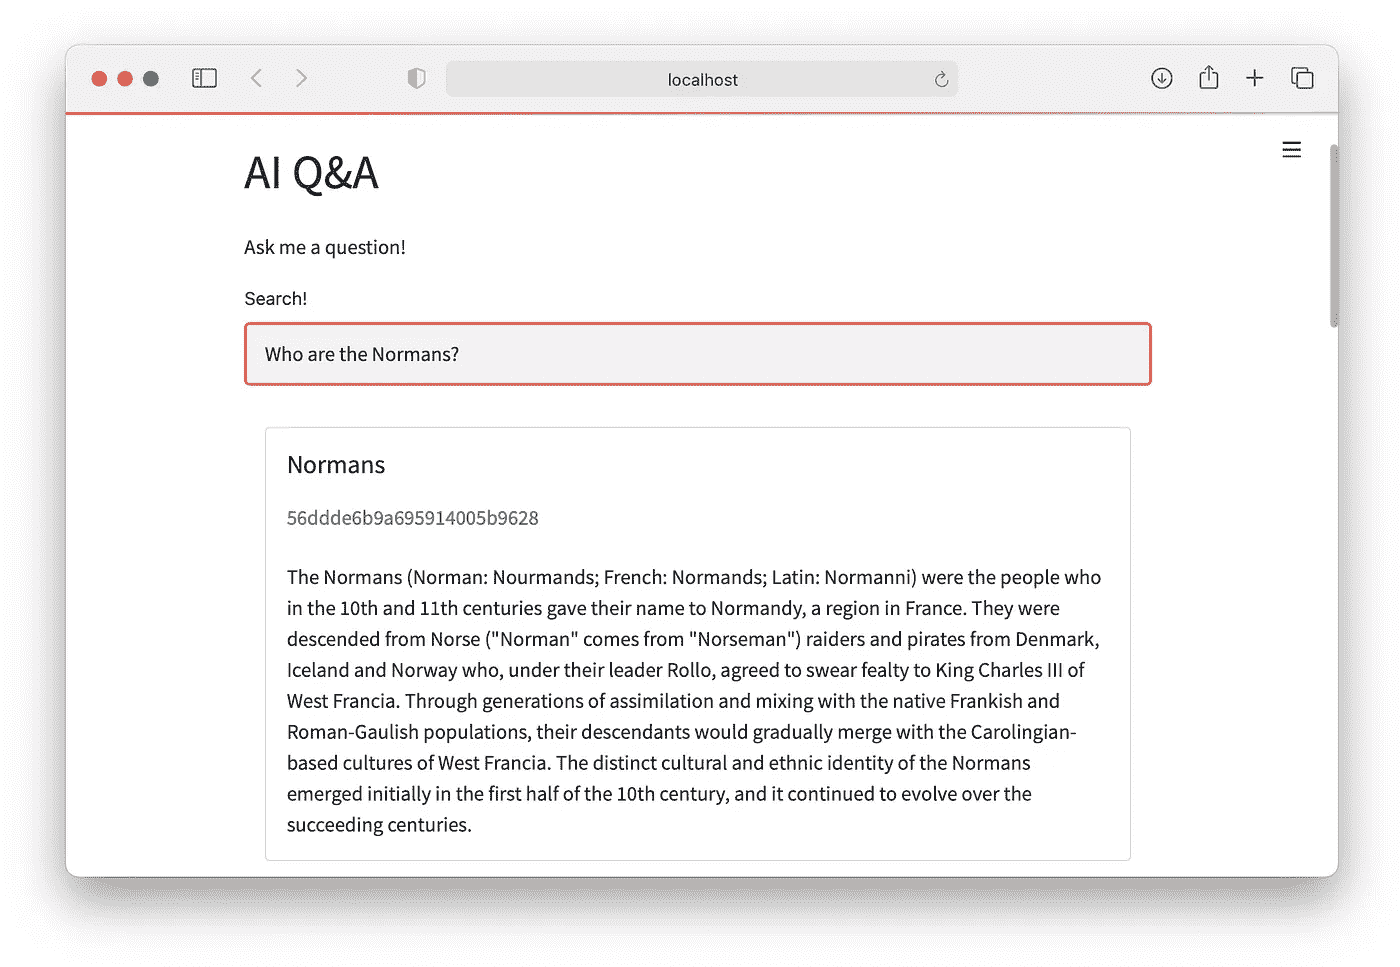 localhost
AI Q&A
Ask me a question!
Search!
Who are the Normans?
Normans
56ddde6b9a695914005b9628
The Normans (Norman: Nourmands; French: Normands; Latin: Normanni) were the people who
in the 10th and 11th centuries gave their name to Normandy, a region in France. They were
descended from Norse ("Norman" comes from "Norseman") raiders and pirates from Denmark,
Iceland and Norway who, under their leader Rollo, agreed to swear fealty to King Charles III of
West Francia. Through generations of assimilation and mixing with the native Frankish and
Roman-Gaulish populations, their descendants would gradually merge with the Carolingian-
based cultures of West Francia. The distinct cultural and ethnic identity of the Normans
emerged initially in the first half of the 10th century, and it continued to evolve over the
succeeding centuries.